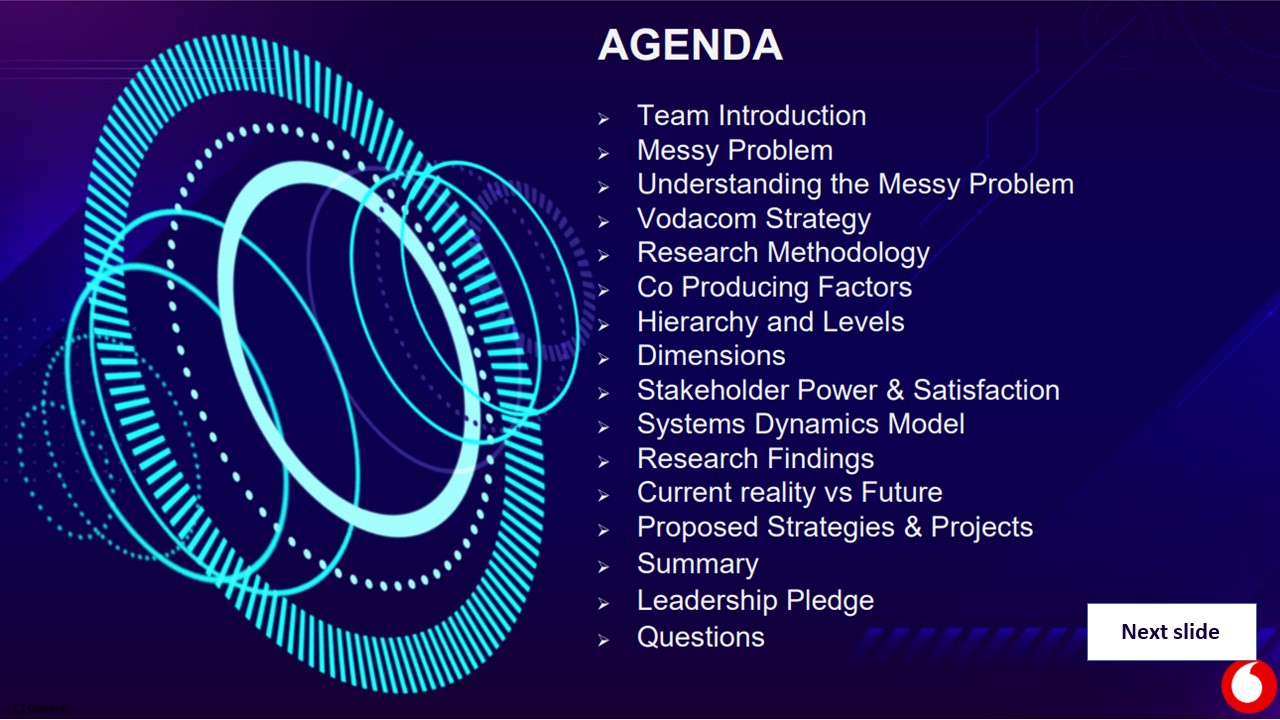 AGENDA
Team Introduction
Messy Problem
Understanding the Messy Problem
Vodacom Strategy
Research Methodology
Co Producing Factors
Hierarchy and Levels
Dimensions
Stakeholder Power & Satisfaction
Systems Dynamics Model
Research Findings
Current reality vs Future
Proposed Strategies & Projects
Summary
Leadership Pledge
Questions
Next slide
C2 General